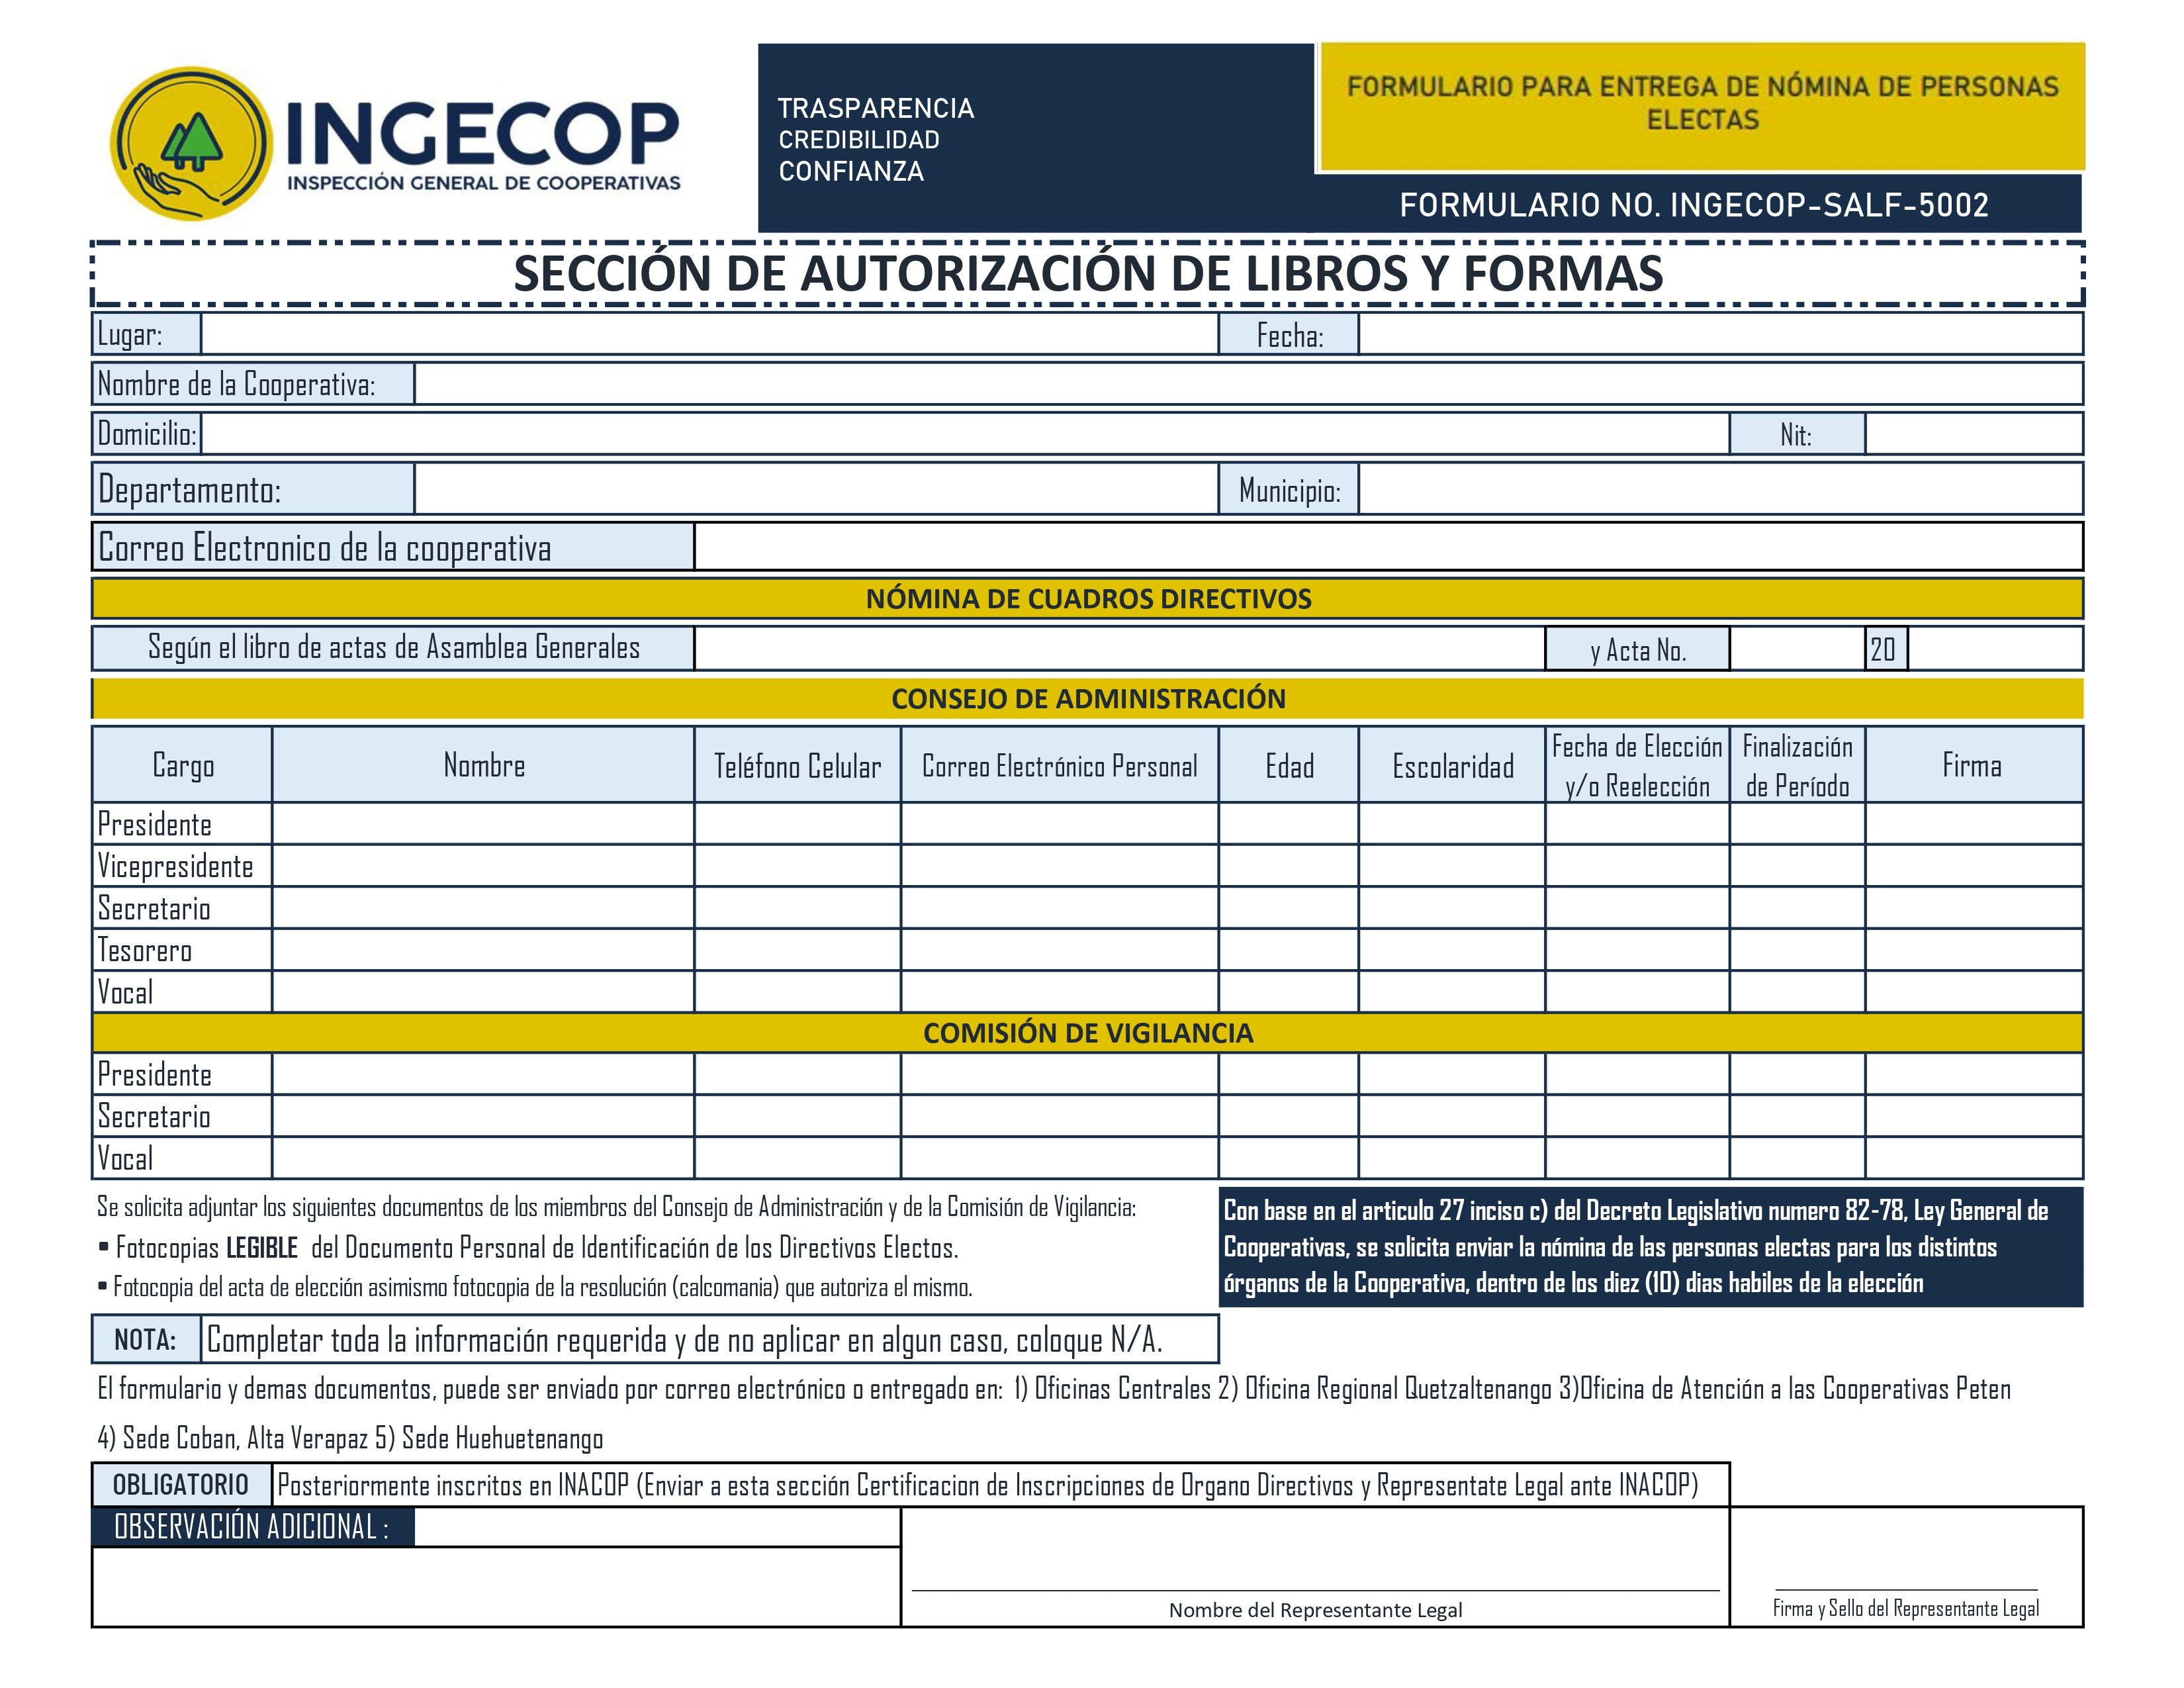 INGECOP
INSPECCIÓN GENERAL DE COOPERATIVAS
TRASPARENCIA
CREDIBILIDAD
CONFIANZA
FORMULARIO PARA ENTREGA DE NÓMINA DE PERSONAS
ELECTAS
FORMULARIO NO. INGECOP-SALF-5002
SECCIÓN DE AUTORIZACIÓN DE LIBROS Y FORMAS
Lugar: Fecha:
Nombre de la Cooperativa:
Domicilio: Nit:
Departamento: Municipio:
Correo Electronico de la cooperativa
NÓMINA DE CUADROS DIRECTIVOS
Según el libro de actas de Asamblea Generales y Acta No. 20
CONSEJO DE ADMINISTRACIÓN
Cargo Nombre Teléfono Celular Correo Electrónico Personal Edad Escolaridad Fecha de Elección y/o Reelección Finalización de Período Firma
Presidente
Vicepresidente
Secretario
Tesorero
Vocal
COMISIÓN DE VIGILANCIA
Presidente
Secretario
Vocal
Se solicita adjuntar los siguientes documentos de los miembros del Consejo de Administración y de la Comisión de Vigilancia:
▪ Fotocopias LEGIBLE del Documento Personal de Identificación de los Directivos Electos.
▪ Fotocopia del acta de elección asimismo fotocopia de la resolución (calcomania) que autoriza el mismo.
Con base en el articulo 27 inciso c) del Decreto Legislativo numero 82-78, Ley General de
Cooperativas, se solicita enviar la nómina de las personas electas para los distintos
órganos de la Cooperativa, dentro de los diez (10) dias habiles de la elección
NOTA: Completar toda la información requerida y de no aplicar en algun caso, coloque N/A.
El formulario y demas documentos, puede ser enviado por correo electrónico o entregado en: 1) Oficinas Centrales 2) Oficina Regional Quetzaltenango 3)Oficina de Atención a las Cooperativas Peten
4) Sede Coban, Alta Verapaz 5) Sede Huehuetenango
OBLIGATORIO Posteriormente inscritos en INACOP (Enviar a esta sección Certificacion de Inscripciones de Organo Directivos y Representate Legal ante INACOP)
OBSERVACIÓN ADICIONAL :
Nombre del Representante Legal
Firma y Sello del Representante Legal